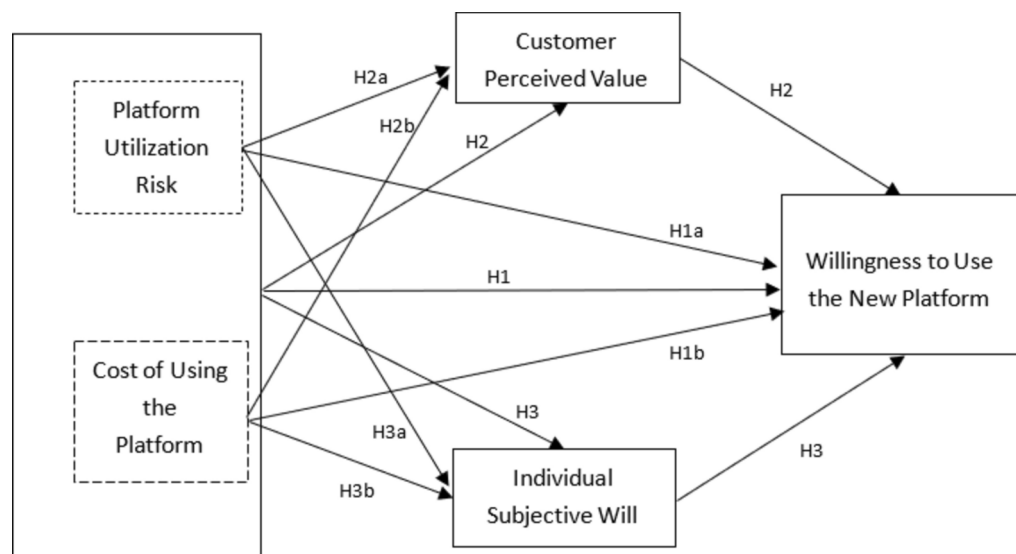 Customer
Perceived Value
H2a
H2
Platform
Utilization
Risk
H2b
H2
H1a
Willingness to Use
the New Platform
H1
H1b
Cost of Using
the
Platform
H3
H3a
H3
H3b
Individual
Subjective Will